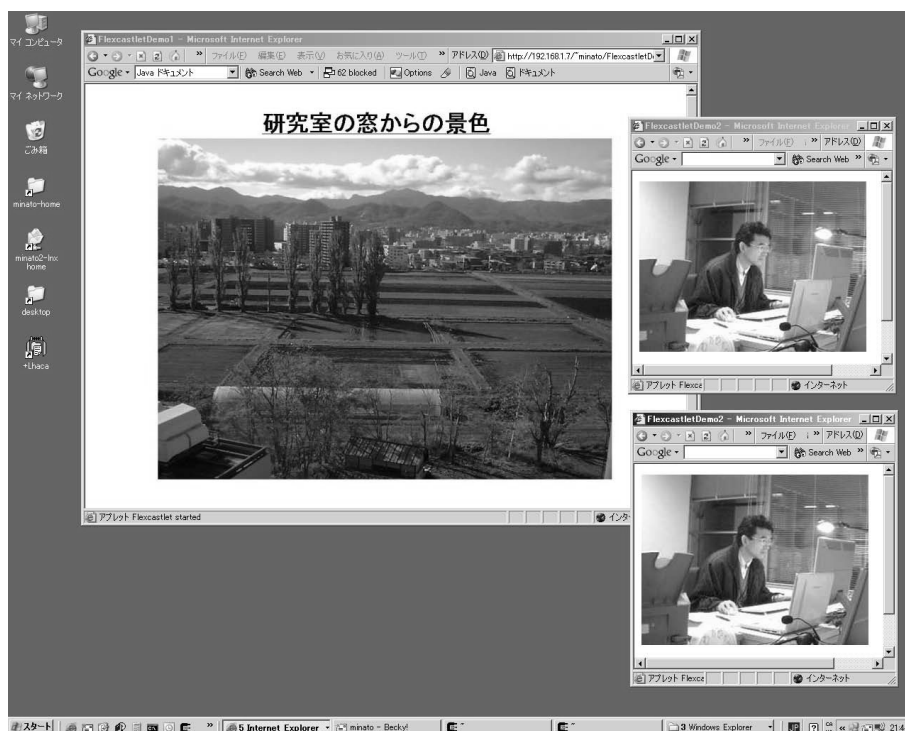 マイ コンピュータ
マイ ネットワーク
ごみ箱
minato-home
minato2-lnx
home
desktop
+Lhaca
FlexcastletDemo1 - Microsoft Internet Explorer
ファイル(F) 編集(E) 表示(V) お気に入り(A) ツール(T) » アドレス(D) http://192.168.1.7/~minato/FlexcastletDe
Google Java ドキュメント Search Web 62 blocked Options Java ドキュメント
研究室の窓からの景色
アプレット Flexcastlet started
FlexcastletDemo2 - Microsoft Internet Explorer
ファイル(F) » アドレス(D)
Google Search Web »
アプレット Flexca インターネット
FlexcastletDemo2 - Microsoft Internet Explorer
ファイル(F) » アドレス(D)
Google Search Web »
アプレット Flexca インターネット
スタート » 5 Internet Explorer minato - Becky! 3 Windows Explorer JP